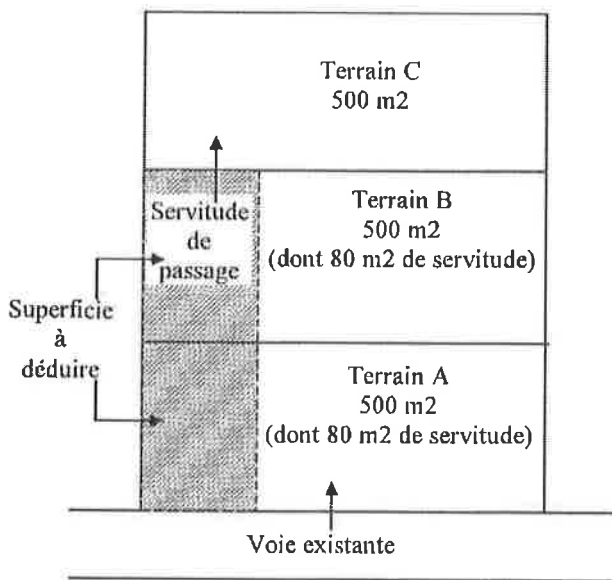 Terrain C
500 m2
Servitude
de
passage
Terrain B
500 m2
(dont 80 m2 de servitude)
Superficie
à
déduire
Terrain A
500 m2
(dont 80 m2 de servitude)
Voie existante